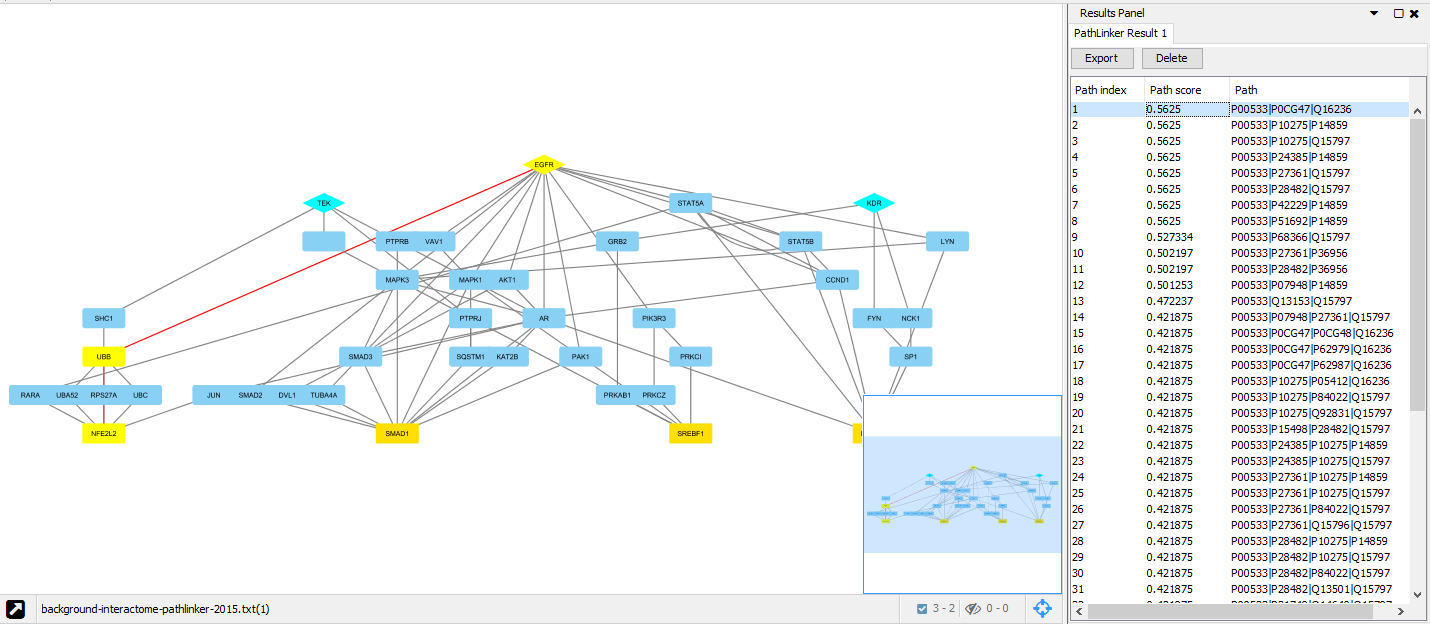 Results Panel
PathLinker Result 1
Export Delete
Path index Path score Path
1 0.5625 P00533|P0CG47|Q16236
2 0.5625 P00533|P10275|P14859
3 0.5625 P00533|P10275|Q15797
4 0.5625 P00533|P24385|P14859
5 0.5625 P00533|P27361|Q15797
6 0.5625 P00533|P28482|Q15797
7 0.5625 P00533|P42229|P14859
8 0.5625 P00533|P51692|P14859
9 0.527334 P00533|P68366|Q15797
10 0.502197 P00533|P27361|P36956
11 0.502197 P00533|P28482|P36956
12 0.501253 P00533|P07948|P14859
13 0.472237 P00533|Q13153|Q15797
14 0.421875 P00533|P07948|P27361|Q15797
15 0.421875 P00533|P0CG47|P0CG48|Q16236
16 0.421875 P00533|P0CG47|P62979|Q16236
17 0.421875 P00533|P0CG47|P62987|Q16236
18 0.421875 P00533|P10275|P05412|Q16236
19 0.421875 P00533|P10275|P84022|Q15797
20 0.421875 P00533|P10275|Q92831|Q15797
21 0.421875 P00533|P15498|P28482|Q15797
22 0.421875 P00533|P24385|P10275|P14859
23 0.421875 P00533|P24385|P10275|Q15797
24 0.421875 P00533|P27361|P10275|P14859
25 0.421875 P00533|P27361|P10275|Q15797
26 0.421875 P00533|P27361|P84022|Q15797
27 0.421875 P00533|P27361|Q15796|Q15797
28 0.421875 P00533|P28482|P10275|P14859
29 0.421875 P00533|P28482|P10275|Q15797
30 0.421875 P00533|P28482|P84022|Q15797
31 0.421875 P00533|P28482|Q13501|Q15797
EGFR
TEK STAT5A KDR
PTPRB VAV1 GRB2 STAT5B LYN
MAPK3 MAPK1 AKT1 CCND1
SHC1 PTPRJ AR PIK3R3 FYN NCK1
UBB SMAD3 SQSTM1 KAT2B PAK1 PRKCI SP1
RARA UBA52 RPS27A UBC JUN SMAD2 DVL1 TUBA4A PRKAB1 PRKCZ
NFE2L2 SMAD1 SREBF1
background-interactome-pathlinker-2015.txt(1) 3 - 2 0 - 0